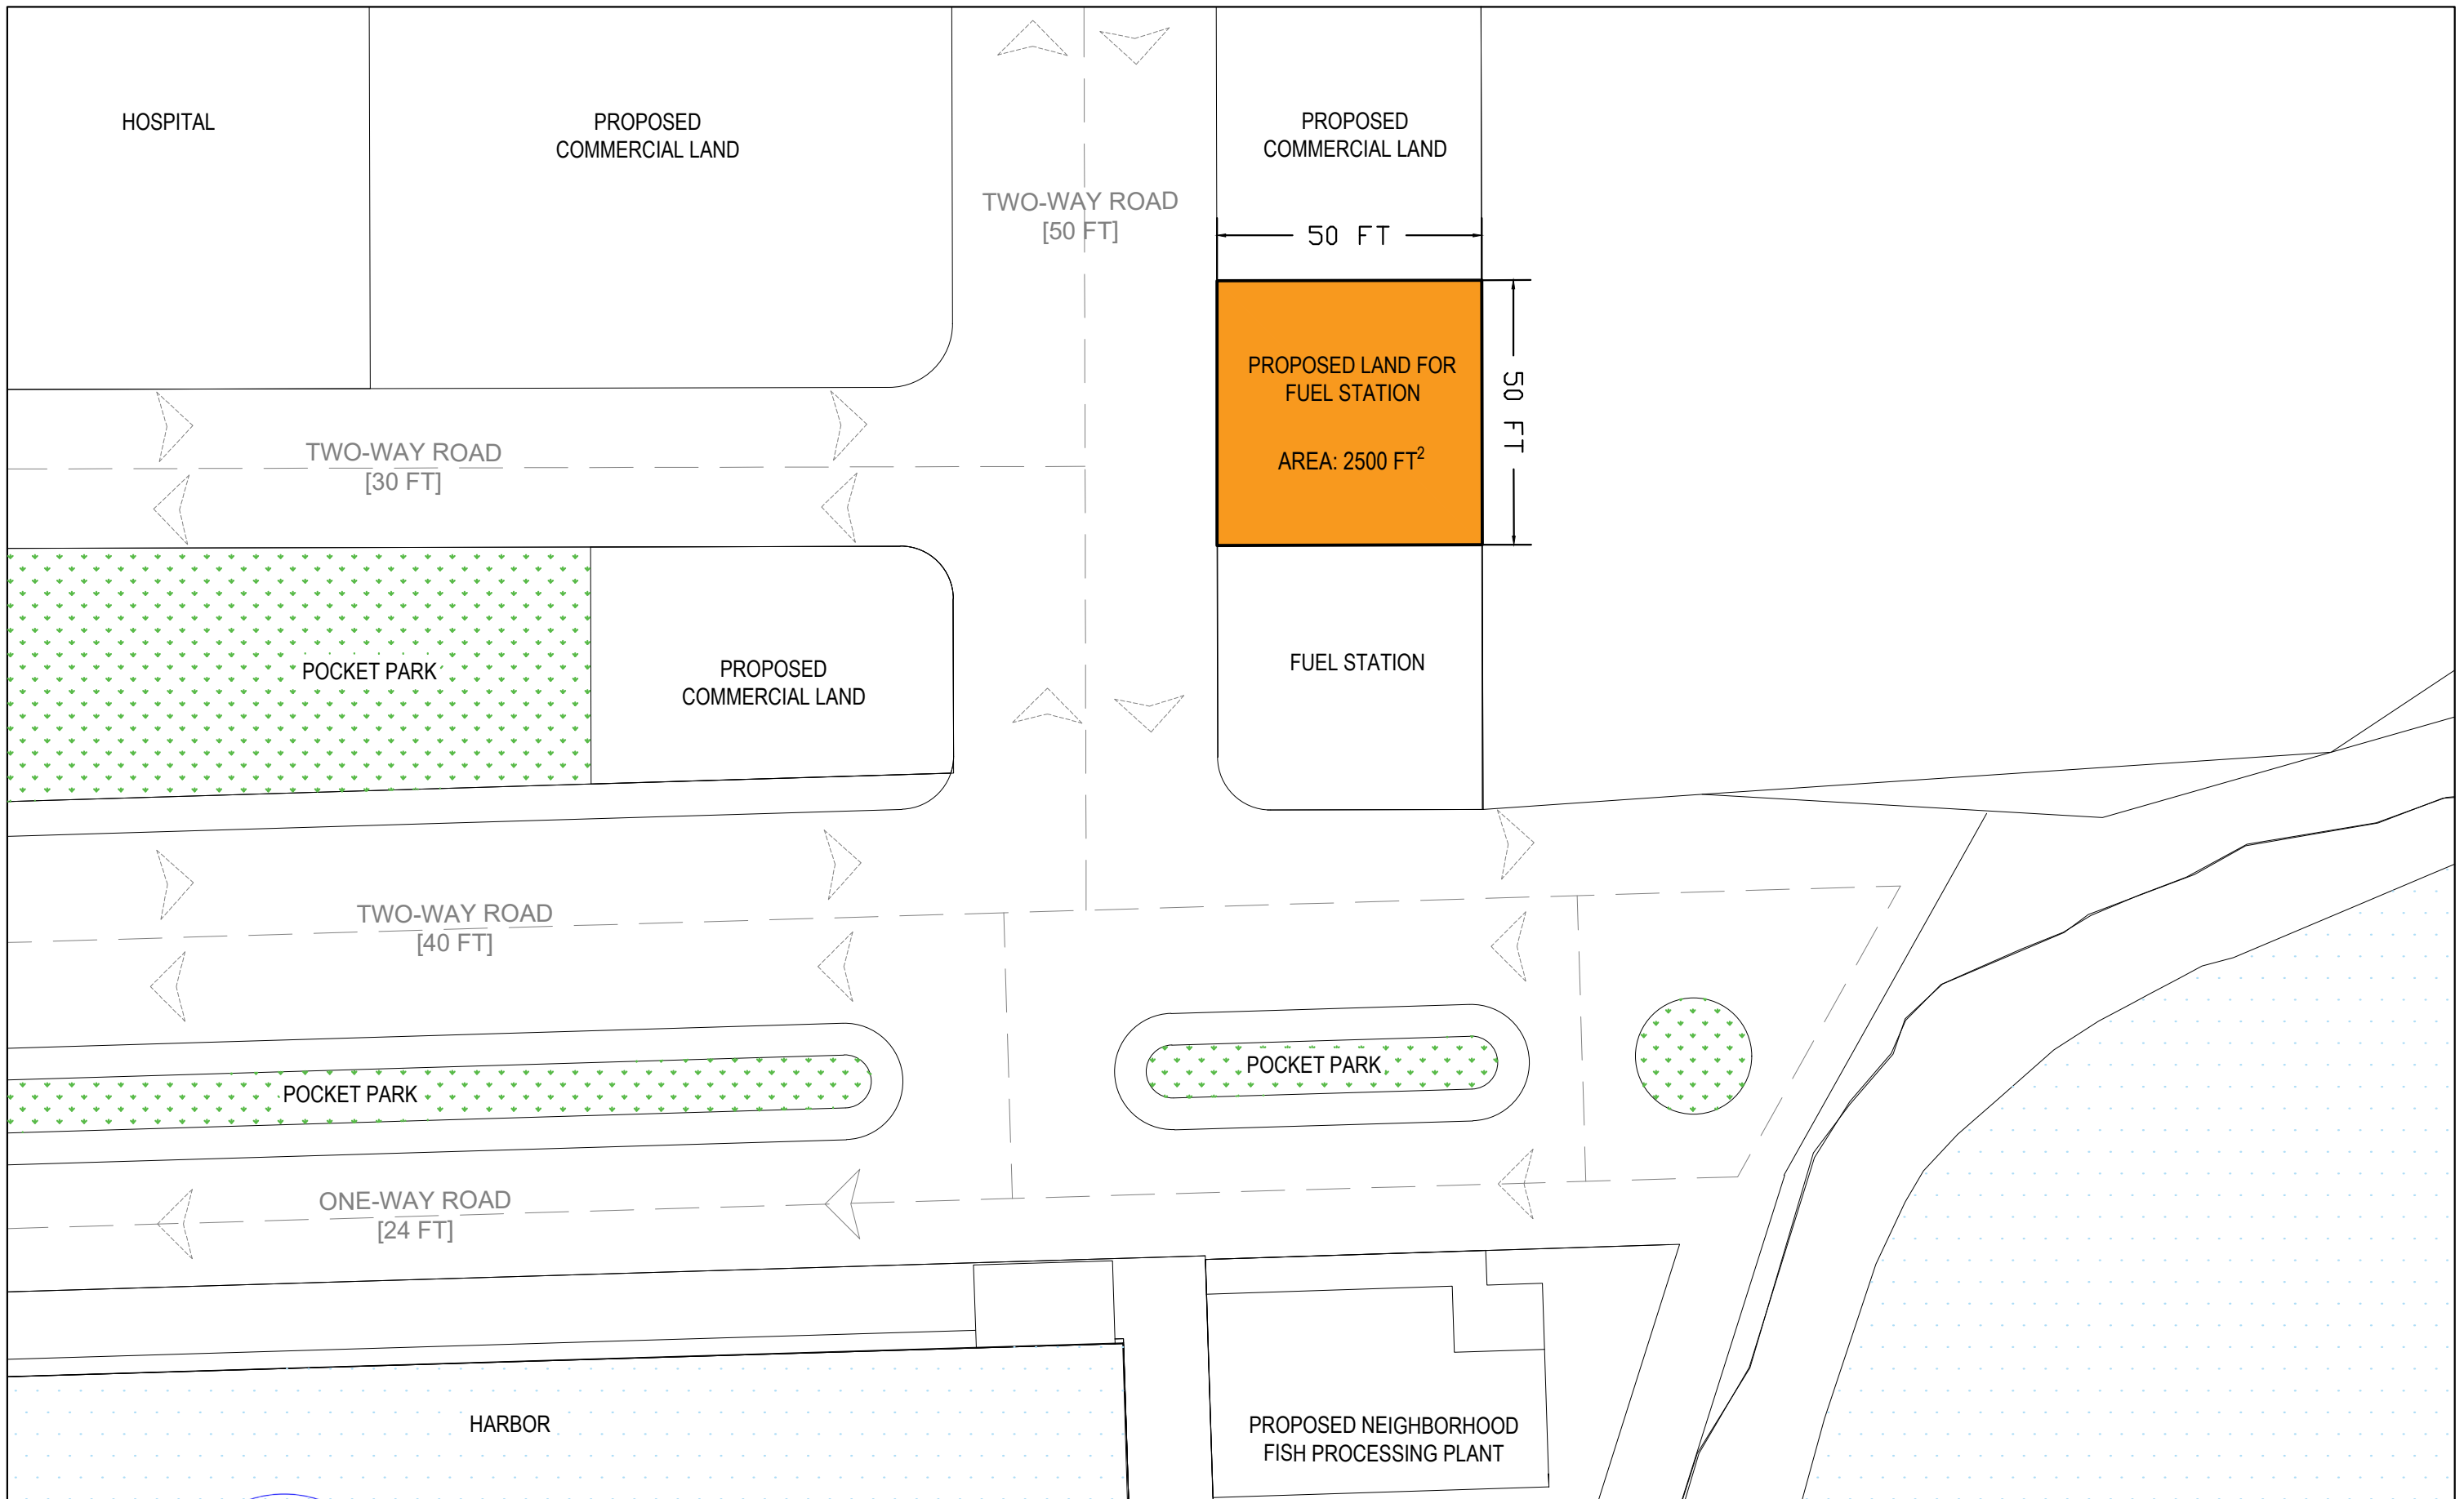 HOSPITAL
PROPOSED
COMMERCIAL LAND
PROPOSED
COMMERCIAL LAND
TWO-WAY ROAD
[50 FT]
50 FT
PROPOSED LAND FOR
FUEL STATION
AREA: 2500 FT²
50 FT
TWO-WAY ROAD
[30 FT]
POCKET PARK
PROPOSED
COMMERCIAL LAND
FUEL STATION
TWO-WAY ROAD
[40 FT]
POCKET PARK
POCKET PARK
ONE-WAY ROAD
[24 FT]
HARBOR
PROPOSED NEIGHBORHOOD
FISH PROCESSING PLANT